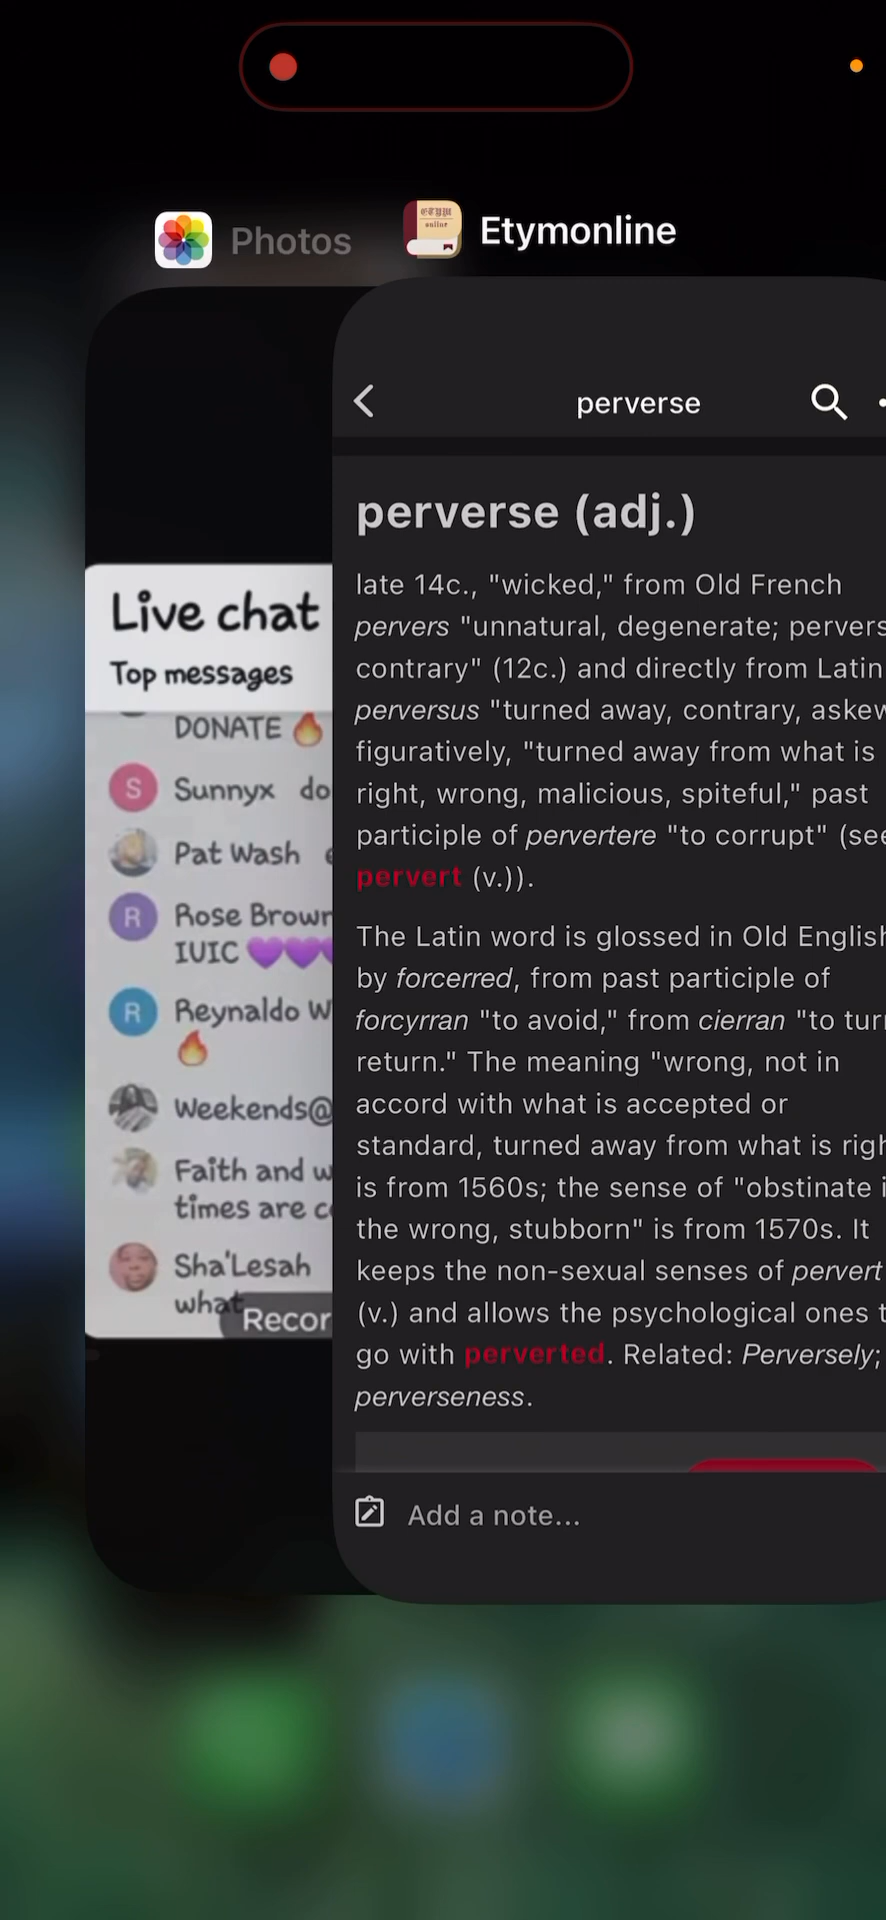 Photos
Etymonline
Live chat
Top messages
DONATE 🔥
S
Sunnyx do
Pat Wash
R
Rose Brown
IUIC 💜💜💜
R
Reynaldo W
🔥
Weekends@
Faith and w
times are c
Sha'Lesah
what
Recor
perverse
perverse (adj.)
late 14c., "wicked," from Old French
pervers "unnatural, degenerate; pervers
contrary" (12c.) and directly from Latin
perversus "turned away, contrary, askew
figuratively, "turned away from what is
right, wrong, malicious, spiteful," past
participle of pervertere "to corrupt" (see
pervert (v.)).
The Latin word is glossed in Old English
by forcerred, from past participle of
forcyrran "to avoid," from cierran "to turn
return." The meaning "wrong, not in
accord with what is accepted or
standard, turned away from what is righ
is from 1560s; the sense of "obstinate i
the wrong, stubborn" is from 1570s. It
keeps the non-sexual senses of pervert
(v.) and allows the psychological ones t
go with perverted. Related: Perversely;
perverseness.
Add a note...